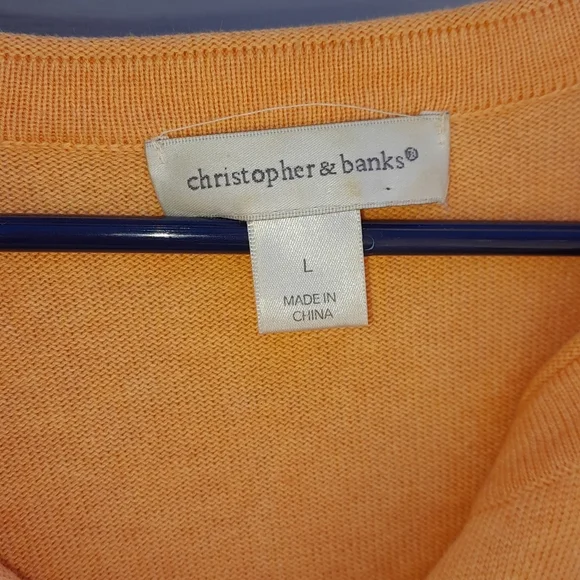 christopher & banks®
L
MADE IN
CHINA